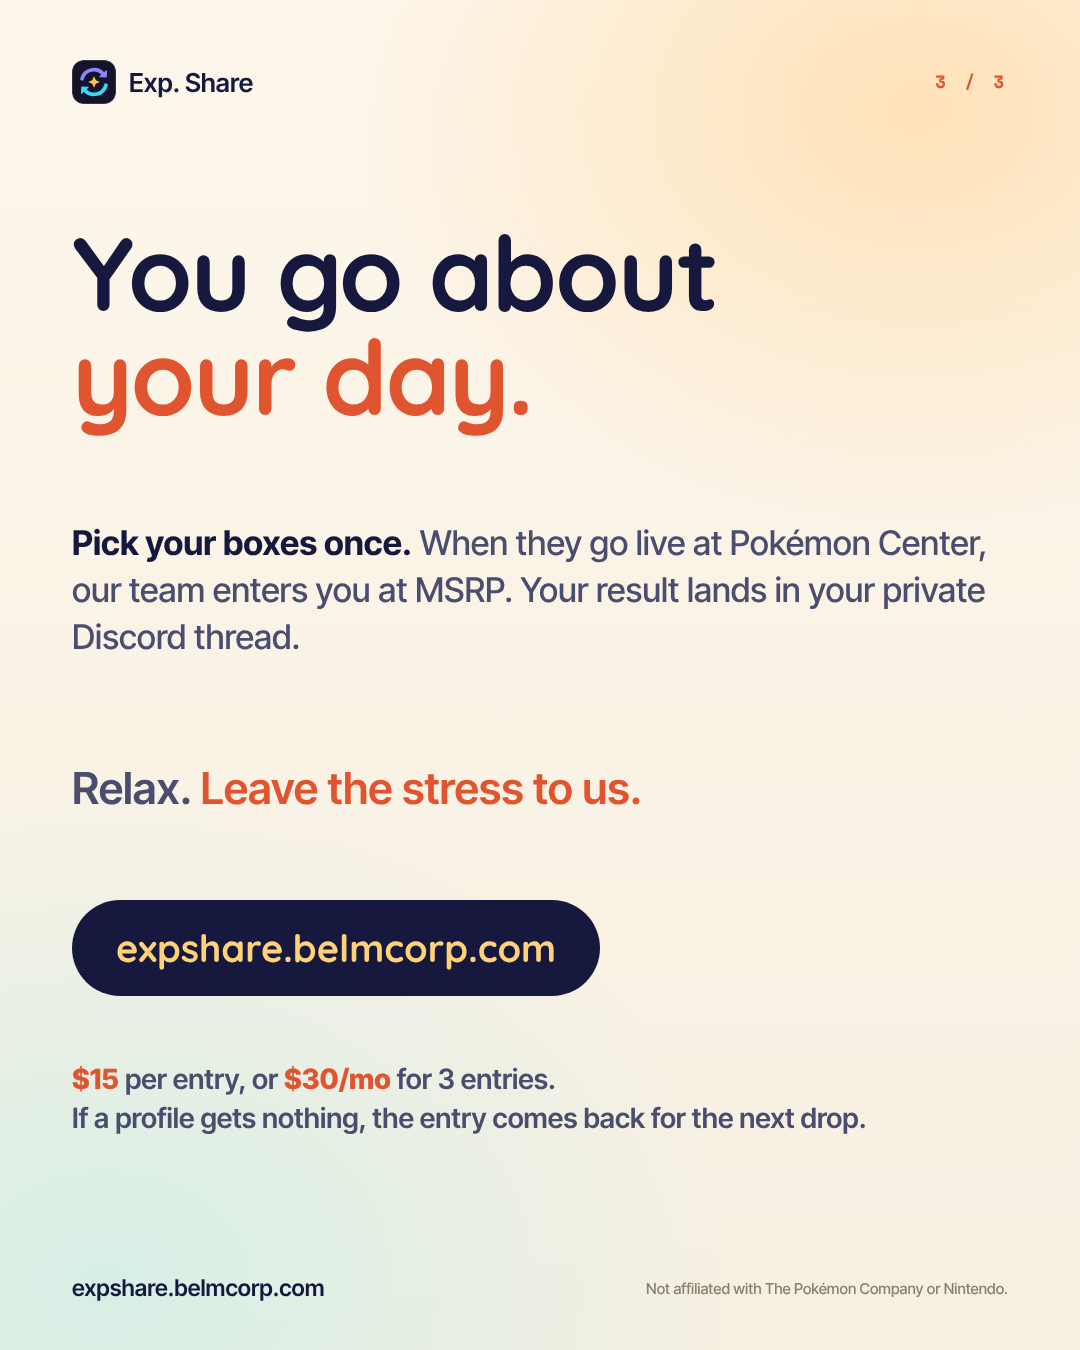 Exp. Share
3 / 3
You go about
your day.
Pick your boxes once. When they go live at Pokémon Center,
our team enters you at MSRP. Your result lands in your private
Discord thread.
Relax. Leave the stress to us.
expshare.belmcorp.com
$15 per entry, or $30/mo for 3 entries.
If a profile gets nothing, the entry comes back for the next drop.
expshare.belmcorp.com
Not affiliated with The Pokémon Company or Nintendo.